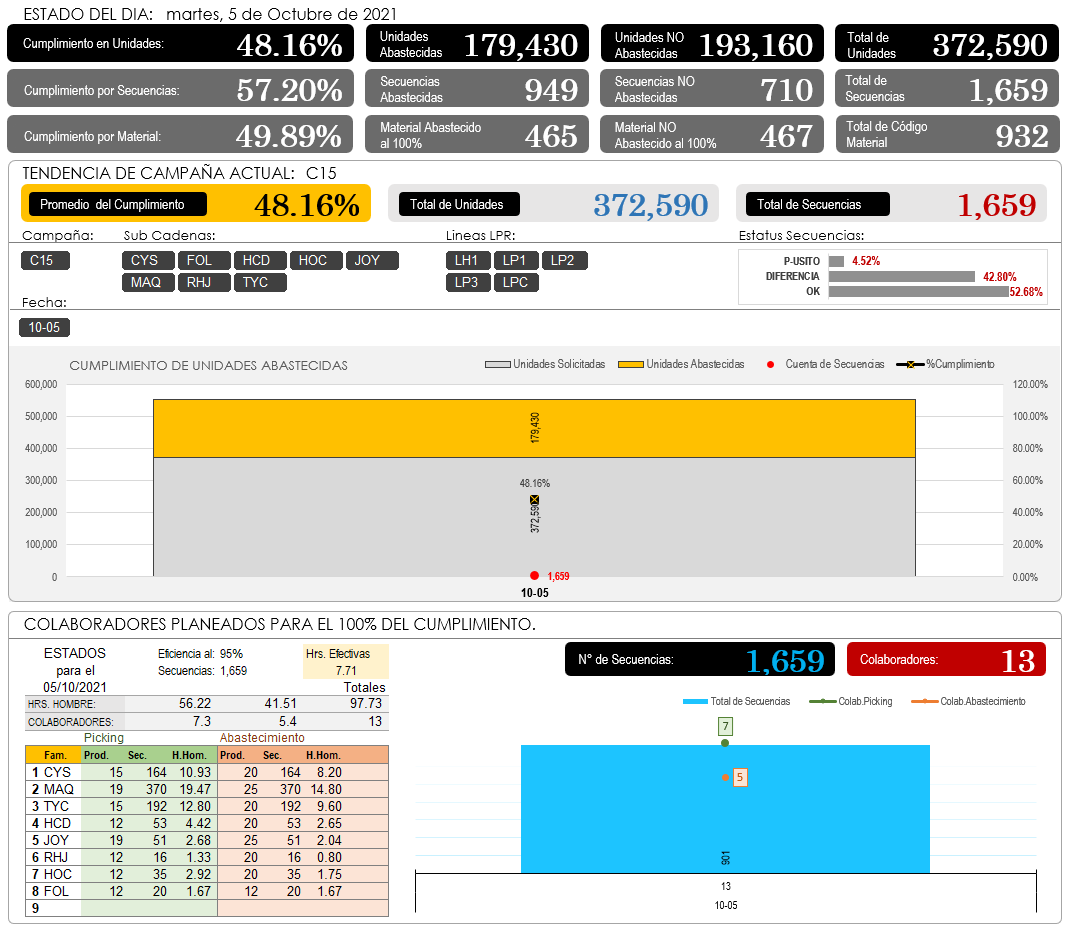 ESTADO DEL DIA: martes, 5 de Octubre de 2021
Cumplimiento en Unidades: 48.16%
Unidades Abastecidas 179,430
Unidades NO Abastecidas 193,160
Total de Unidades 372,590
Cumplimiento por Secuencias: 57.20%
Secuencias Abastecidas 949
Secuencias NO Abastecidas 710
Total de Secuencias 1,659
Cumplimiento por Material: 49.89%
Material Abastecido al 100% 465
Material NO Abastecido al 100% 467
Total de Código Material 932
TENDENCIA DE CAMPAÑA ACTUAL: C15
Promedio del Cumplimiento 48.16%
Total de Unidades 372,590
Total de Secuencias 1,659
Campaña: Sub Cadenas: Lineas LPR: Estatus Secuencias:
C15 CYS FOL HCD HOC JOY LH1 LP1 LP2
MAQ RHJ TYC LP3 LPC
P-USITO 4.52%
DIFERENCIA 42.80%
OK 52.68%
Fecha:
10-05
CUMPLIMIENTO DE UNIDADES ABASTECIDAS
Unidades Solicitadas Unidades Abastecidas Cuenta de Secuencias %Cumplimiento
600,000 120.00%
500,000 100.00%
400,000 80.00%
300,000 60.00%
200,000 40.00%
100,000 20.00%
0 0.00%
179,430
48.16%
372,590
1,659
10-05
COLABORADORES PLANEADOS PARA EL 100% DEL CUMPLIMIENTO.
ESTADOS Eficiencia al: 95% Hrs. Efectivas
para el Secuencias: 1,659 7.71
05/10/2021 Totales
HRS. HOMBRE: 56.22 41.51 97.73
COLABORADORES: 7.3 5.4 13
Picking Abastecimiento
Fam. Prod. Sec. H.Hom. Prod. Sec. H.Hom.
1 CYS 15 164 10.93 20 164 8.20
2 MAQ 19 370 19.47 25 370 14.80
3 TYC 15 192 12.80 20 192 9.60
4 HCD 12 53 4.42 20 53 2.65
5 JOY 19 51 2.68 25 51 2.04
6 RHJ 12 16 1.33 20 16 0.80
7 HOC 12 35 2.92 20 35 1.75
8 FOL 12 20 1.67 12 20 1.67
9
N° de Secuencias: 1,659
Colaboradores: 13
Total de Secuencias Colab.Picking Colab.Abastecimiento
7
5
901
13
10-05